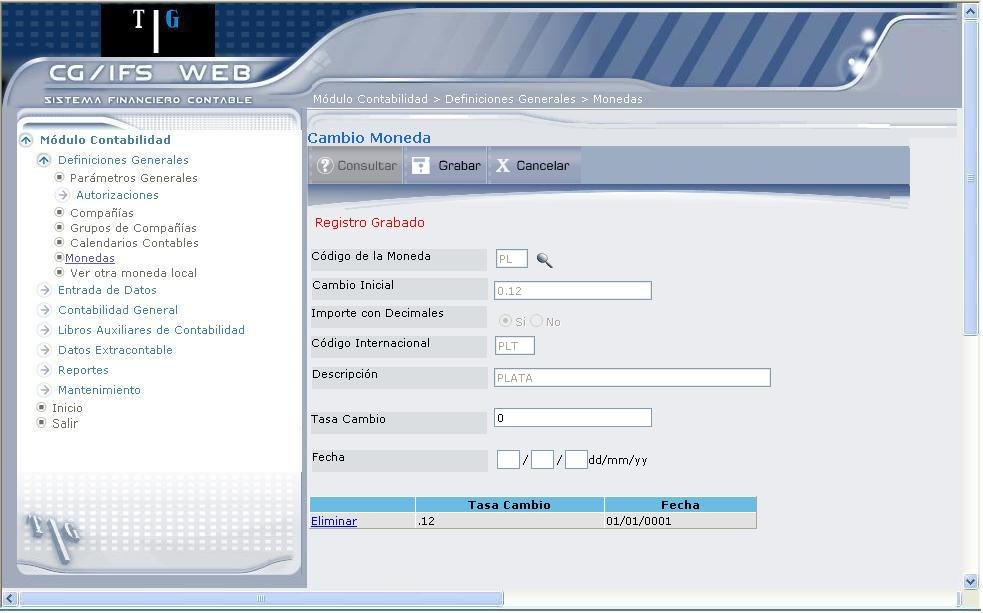 T|G
CG/IFS WEB
SISTEMA FINANCIERO CONTABLE
Módulo Contabilidad > Definiciones Generales > Monedas
Módulo Contabilidad
Definiciones Generales
Parámetros Generales
Autorizaciones
Compañías
Grupos de Compañías
Calendarios Contables
Monedas
Ver otra moneda local
Entrada de Datos
Contabilidad General
Libros Auxiliares de Contabilidad
Datos Extracontable
Reportes
Mantenimiento
Inicio
Salir
T|G
Cambio Moneda
? Consultar Grabar X Cancelar
Registro Grabado
Código de la Moneda PL
Cambio Inicial 0.12
Importe con Decimales Si No
Código Internacional PLT
Descripción PLATA
Tasa Cambio 0
Fecha / / dd/mm/yy
Tasa Cambio Fecha
Eliminar .12 01/01/0001